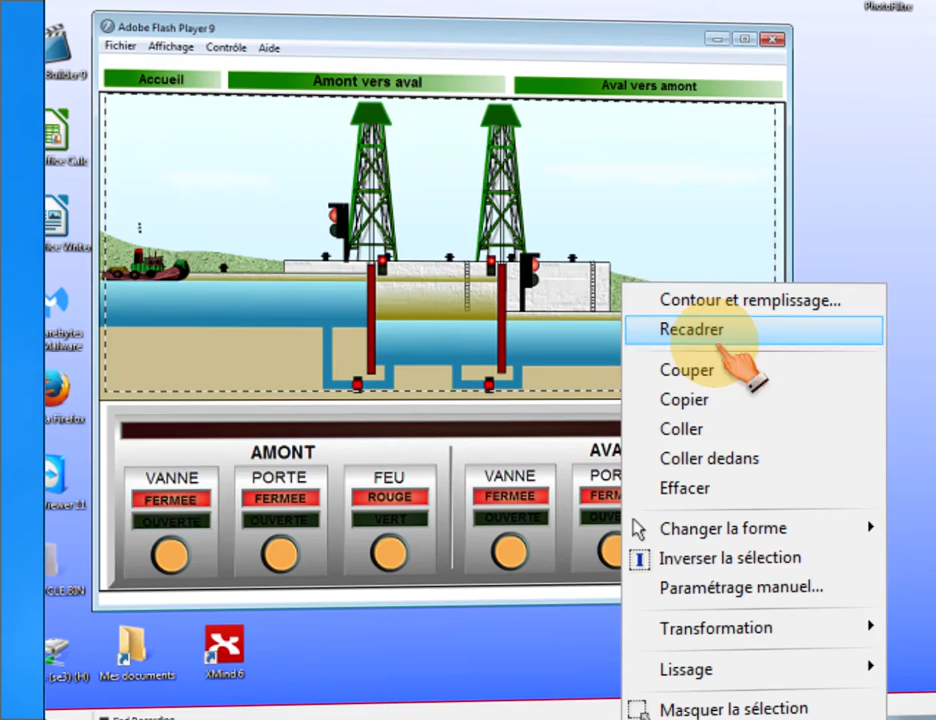 PhotoFiltre
Adobe Flash Player 9
Fichier Affichage Contrôle Aide
Accueil Amont vers aval Aval vers amont
Contour et remplissage...
Recadrer
Couper
Copier
Coller
Coller dedans
Effacer
Changer la forme
Inverser la sélection
Paramétrage manuel...
Transformation
Lissage
Masquer la sélection
AMONT
VANNE PORTE FEU VANNE
FERMEE FERMEE ROUGE FERMEE
OUVERTE OUVERTE VERT OUVERTE
Mes documents
XMind 6